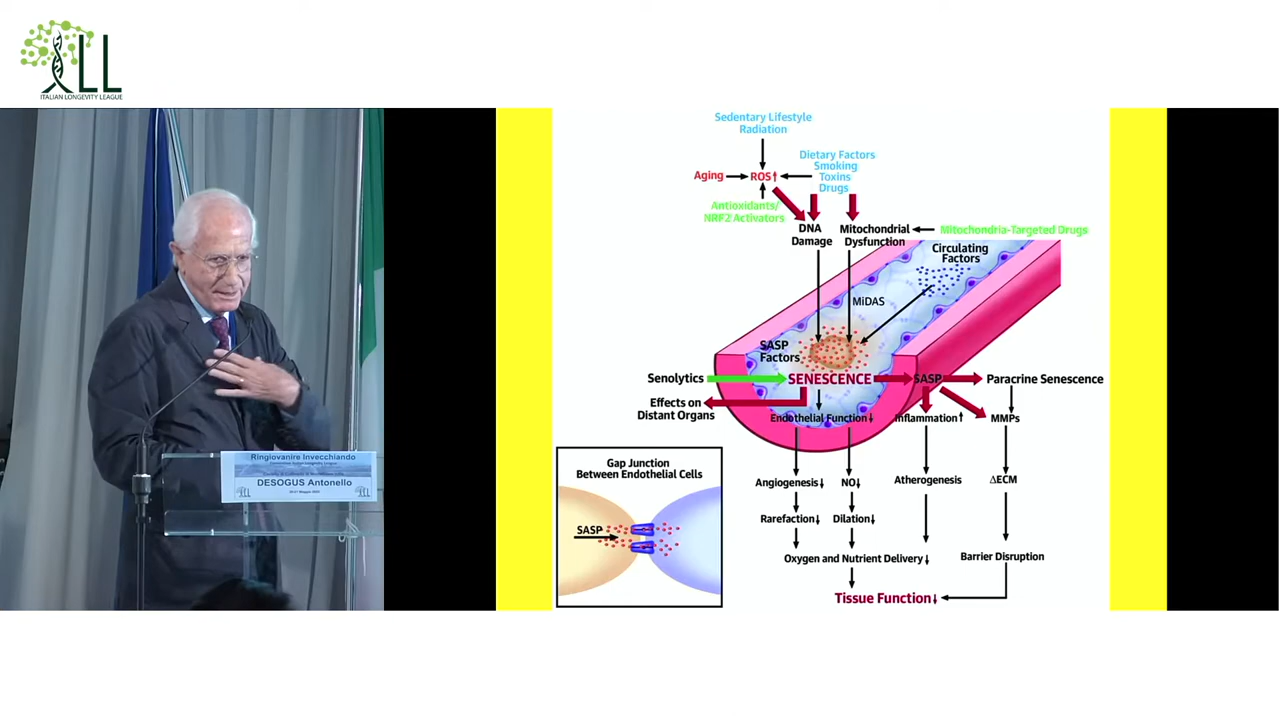 LL
ITALIAN LONGEVITY LEAGUE
Ringiovanire Invecchiando
DESOGUS Antonello
Sedentary Lifestyle
Radiation
Aging
ROS↑
Dietary Factors
Smoking
Toxins
Drugs
Antioxidants/
NRF2 Activators
DNA
Damage
Mitochondrial
Dysfunction
Mitochondria-Targeted Drugs
Circulating
Factors
MiDAS
SASP
Factors
Senolytics
SENESCENCE
SASP
Paracrine Senescence
Effects on
Distant Organs
Endothelial Function↓
Inflammation↑
MMPs
Gap Junction
Between Endothelial Cells
SASP
Angiogenesis↓
NO↓
Atherogenesis
ΔECM
Rarefaction↓
Dilation↓
Oxygen and Nutrient Delivery↓
Barrier Disruption
Tissue Function↓